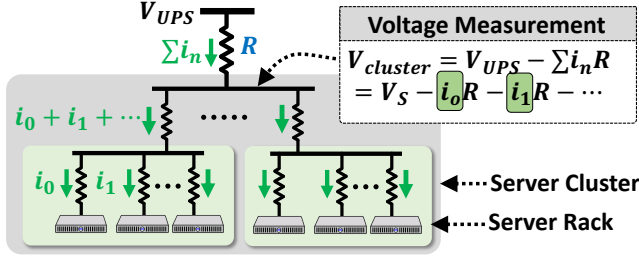 V_UPS
∑i_n R
Voltage Measurement
V_cluster = V_UPS − ∑i_nR
= V_S − i_oR − i_1R − ⋯
i_0 + i_1 + ⋯
......
i_0 i_1 ... ...
Server Cluster
Server Rack